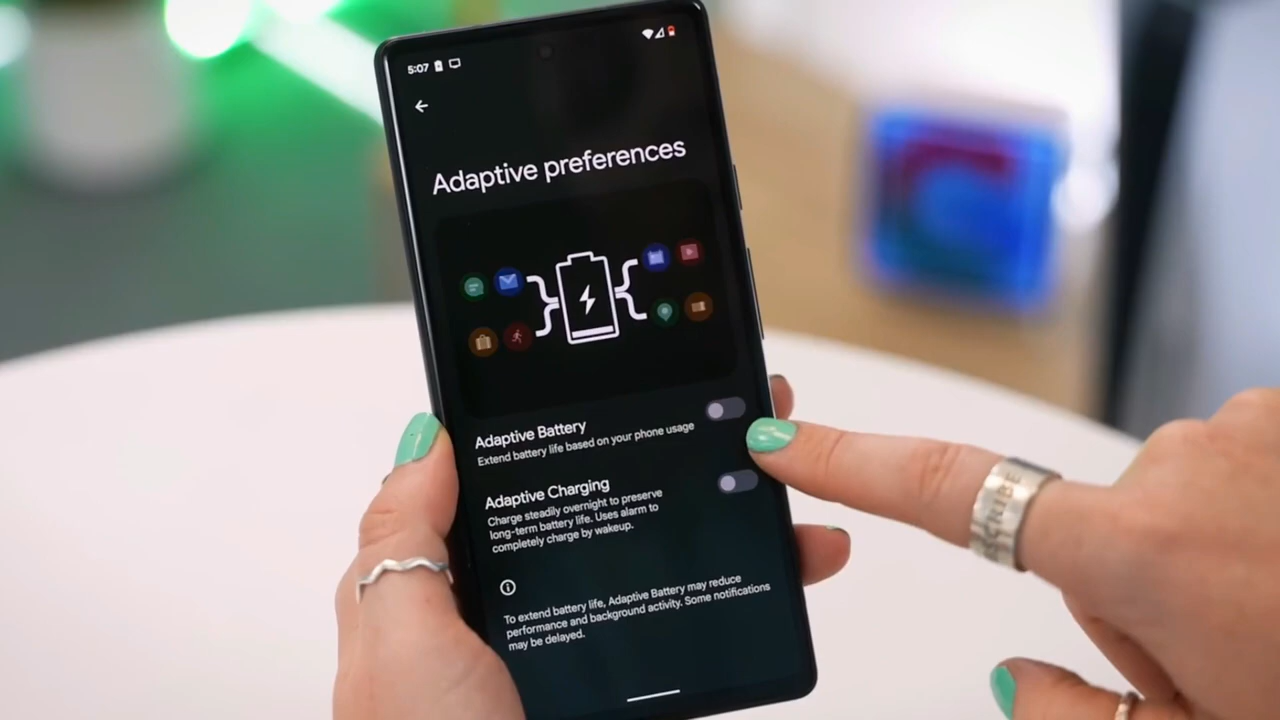 5:07
Adaptive preferences
Adaptive Battery
Extend battery life based on your phone usage
Adaptive Charging
Charge steadily overnight to preserve
long-term battery life. Uses alarm to
completely charge by wakeup.
To extend battery life, Adaptive Battery may reduce
performance and background activity. Some notifications
may be delayed.